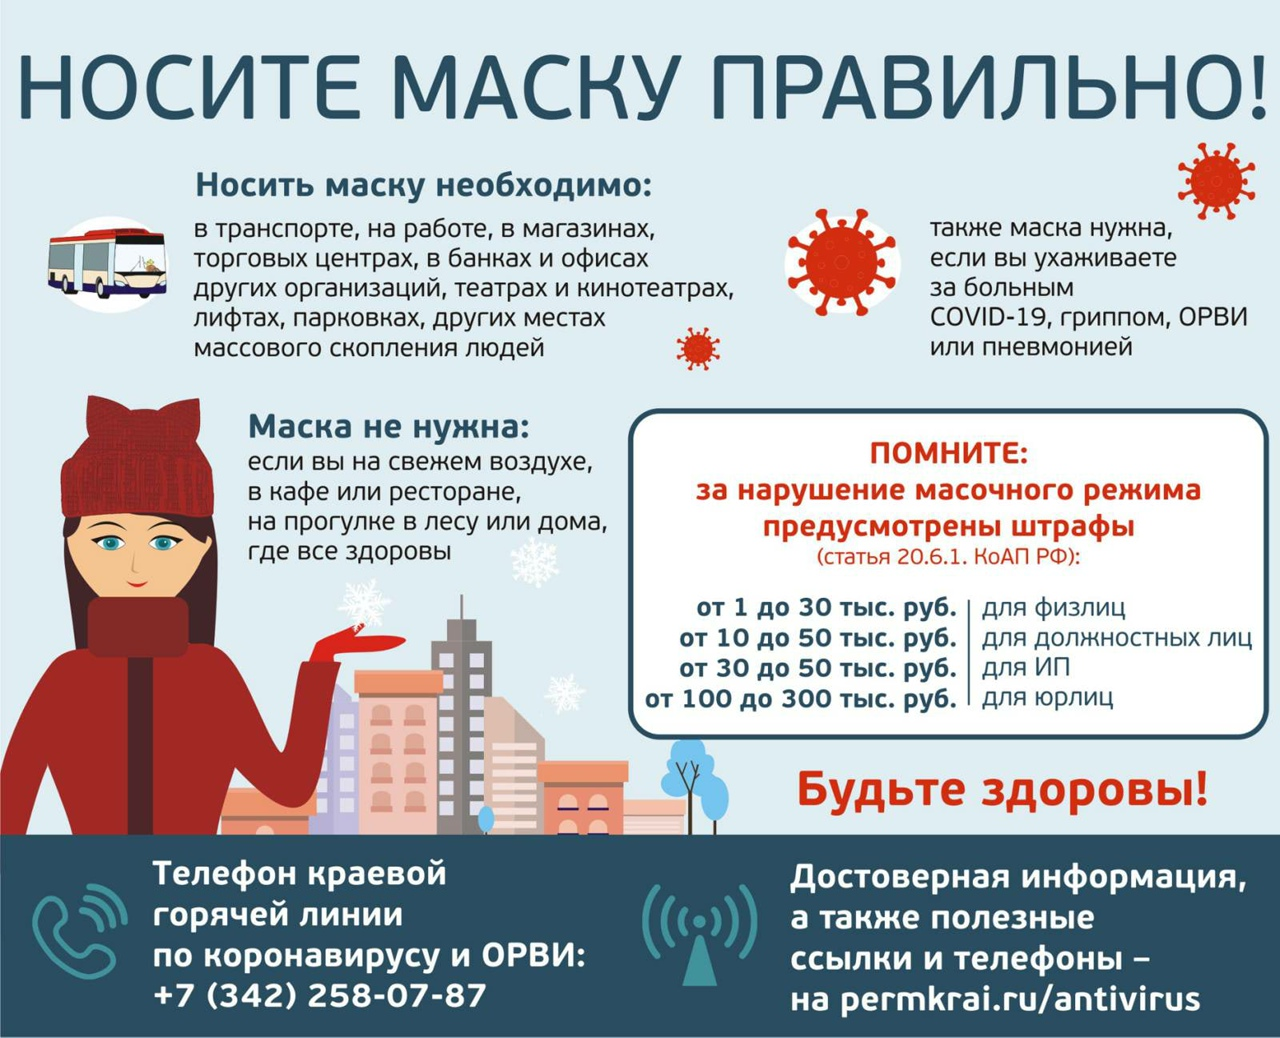 НОСИТЕ МАСКУ ПРАВИЛЬНО!
Носить маску необходимо:
в транспорте, на работе, в магазинах,
торговых центрах, в банках и офисах
других организаций, театрах и кинотеатрах,
лифтах, парковках, других местах
массового скопления людей
также маска нужна,
если вы ухаживаете
за больным
COVID-19, гриппом, ОРВИ
или пневмонией
Маска не нужна:
если вы на свежем воздухе,
в кафе или ресторане,
на прогулке в лесу или дома,
где все здоровы
ПОМНИТЕ:
за нарушение масочного режима
предусмотрены штрафы
(статья 20.6.1. КоАП РФ):
от 1 до 30 тыс. руб. для физлиц
от 10 до 50 тыс. руб. для должностных лиц
от 30 до 50 тыс. руб. для ИП
от 100 до 300 тыс. руб. для юрлиц
Будьте здоровы!
Телефон краевой
горячей линии
по коронавирусу и ОРВИ:
+7 (342) 258-07-87
Достоверная информация,
а также полезные
ссылки и телефоны –
на permkrai.ru/antivirus